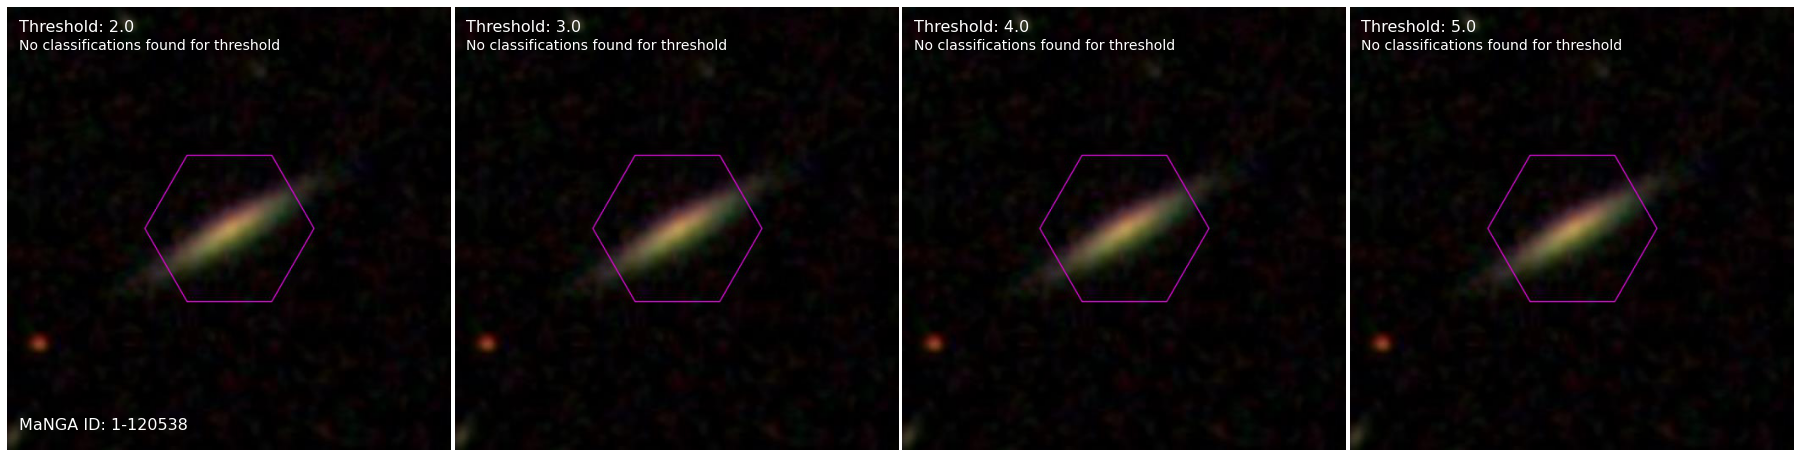 Threshold: 2.0
No classifications found for threshold
MaNGA ID: 1-120538
Threshold: 3.0
No classifications found for threshold
Threshold: 4.0
No classifications found for threshold
Threshold: 5.0
No classifications found for threshold